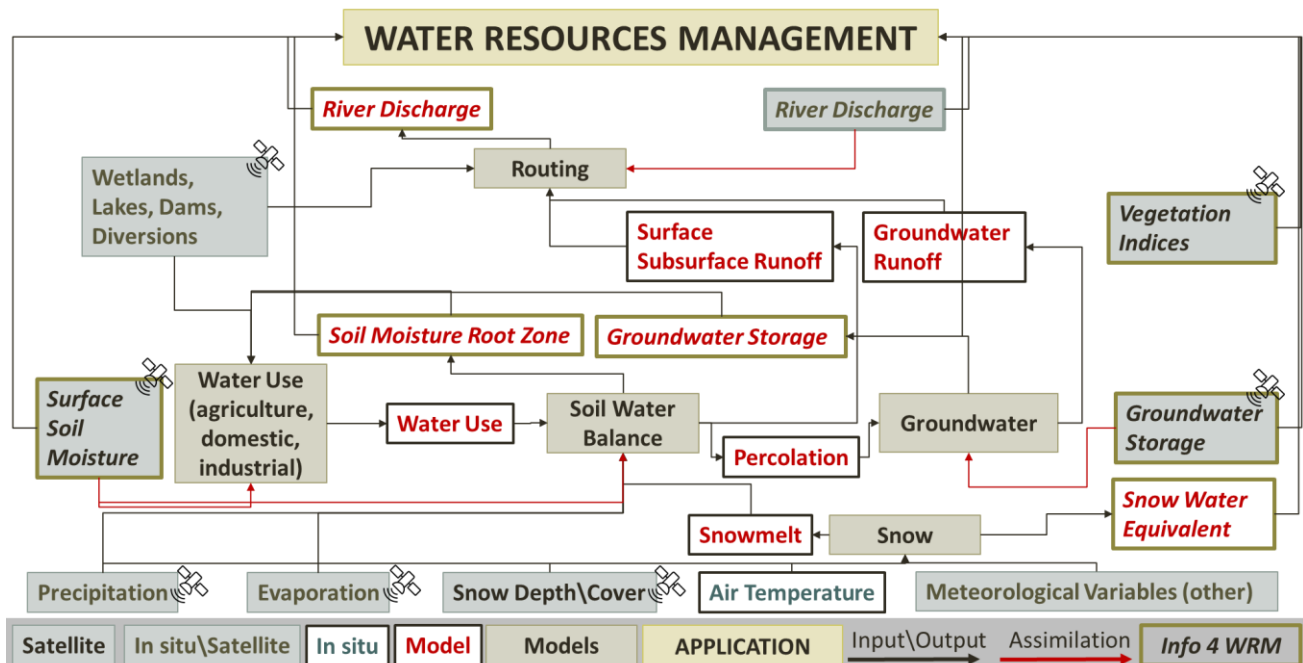 WATER RESOURCES MANAGEMENT
River Discharge
River Discharge
Routing
Wetlands,
Lakes, Dams,
Diversions
Surface
Subsurface Runoff
Groundwater
Runoff
Vegetation
Indices
Soil Moisture Root Zone
Groundwater Storage
Surface
Soil
Moisture
Water Use
(agriculture,
domestic,
industrial)
Water Use
Soil Water
Balance
Percolation
Groundwater
Groundwater
Storage
Snowmelt
Snow
Snow Water
Equivalent
Precipitation
Evaporation
Snow Depth\Cover
Air Temperature
Meteorological Variables (other)
Satellite
In situ\Satellite
In situ
Model
Models
APPLICATION
Input\Output
Assimilation
Info 4 WRM